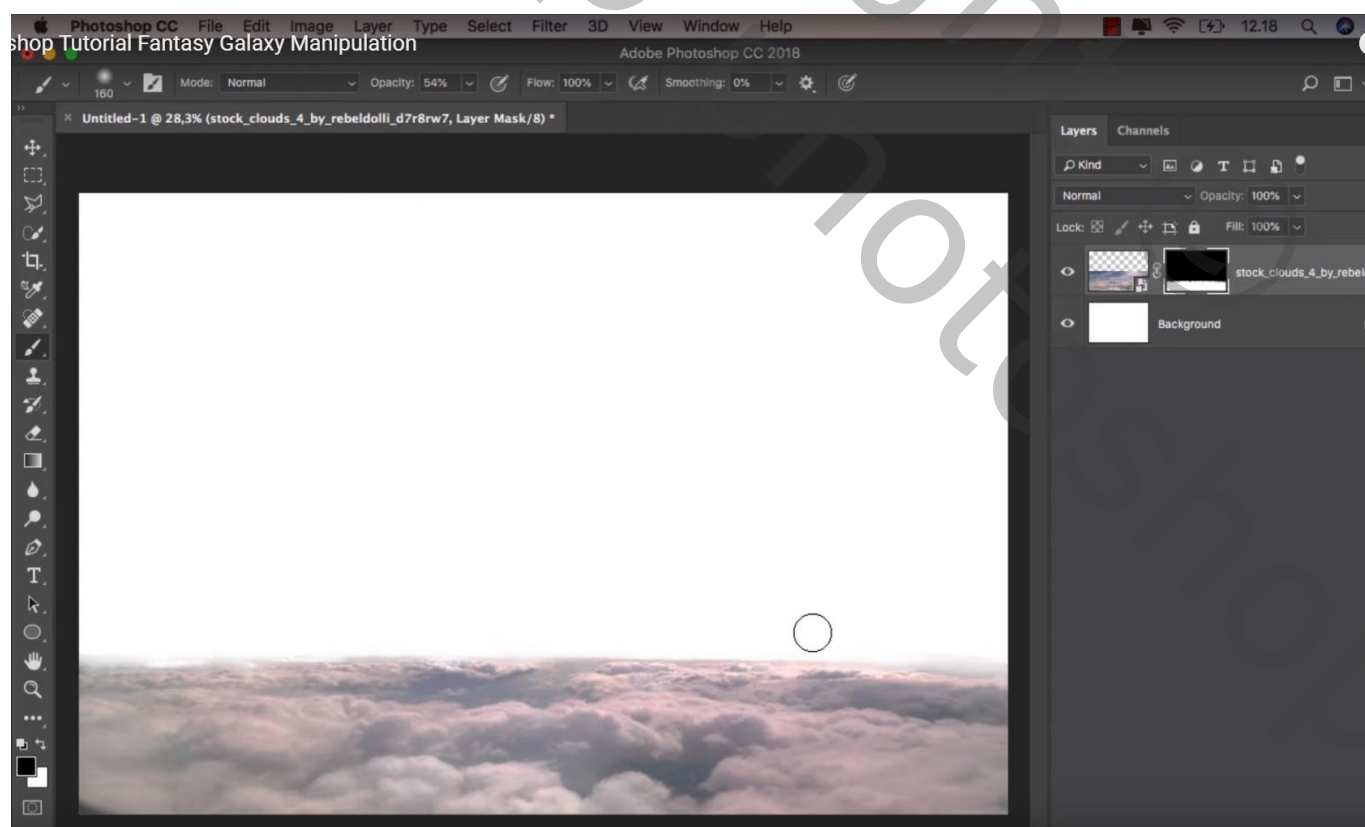 Photoshop CC File Edit Image Layer Type Select Filter 3D View Window Help 12.18
shop Tutorial Fantasy Galaxy Manipulation
Adobe Photoshop CC 2018
160 Mode: Normal Opacity: 54% Flow: 100% Smoothing: 0%
× Untitled-1 @ 28,3% (stock_clouds_4_by_rebeldolli_d7r8rw7, Layer Mask/8) *
Layers Channels
Kind
Normal Opacity: 100%
Lock: Fill: 100%
stock_clouds_4_by_rebel
Background
photoshop